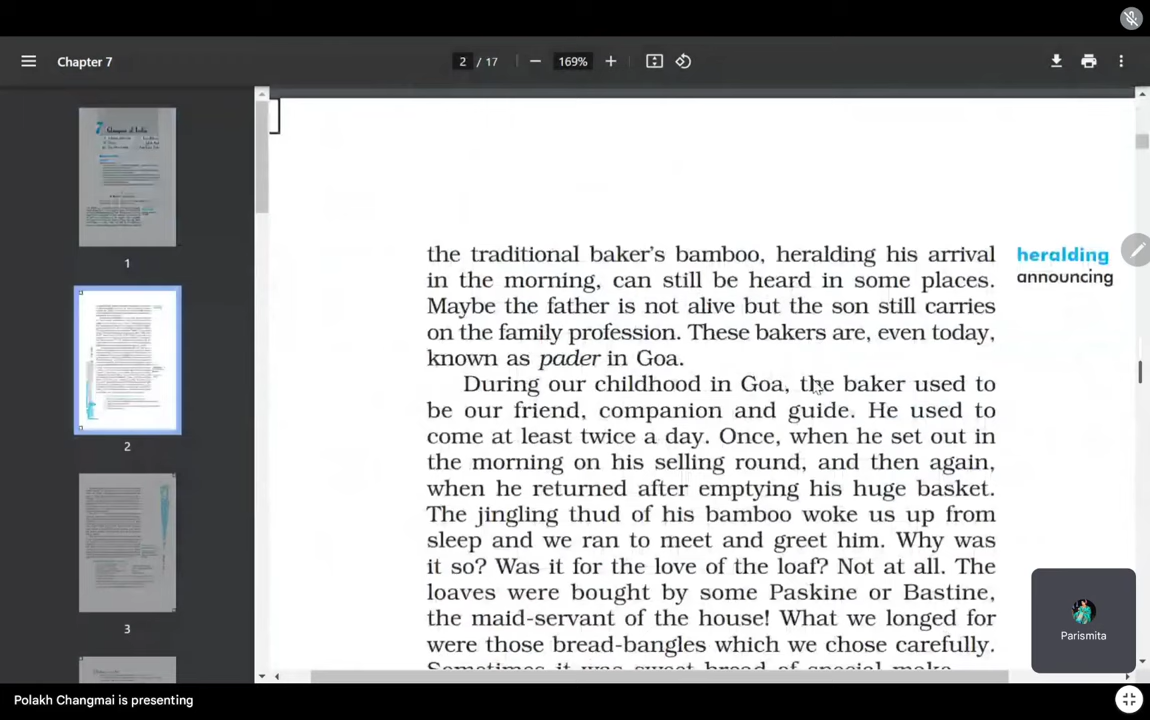 Chapter 7
2 / 17
169%
7 Glimpses of India
1
2
3
the traditional baker's bamboo, heralding his arrival
in the morning, can still be heard in some places.
Maybe the father is not alive but the son still carries
on the family profession. These bakers are, even today,
known as pader in Goa.
During our childhood in Goa, the baker used to
be our friend, companion and guide. He used to
come at least twice a day. Once, when he set out in
the morning on his selling round, and then again,
when he returned after emptying his huge basket.
The jingling thud of his bamboo woke us up from
sleep and we ran to meet and greet him. Why was
it so? Was it for the love of the loaf? Not at all. The
loaves were bought by some Paskine or Bastine,
the maid-servant of the house! What we longed for
were those bread-bangles which we chose carefully.
Sometimes it was sweet bread of special make.
heralding
announcing
Parismita
Polakh Changmai is presenting